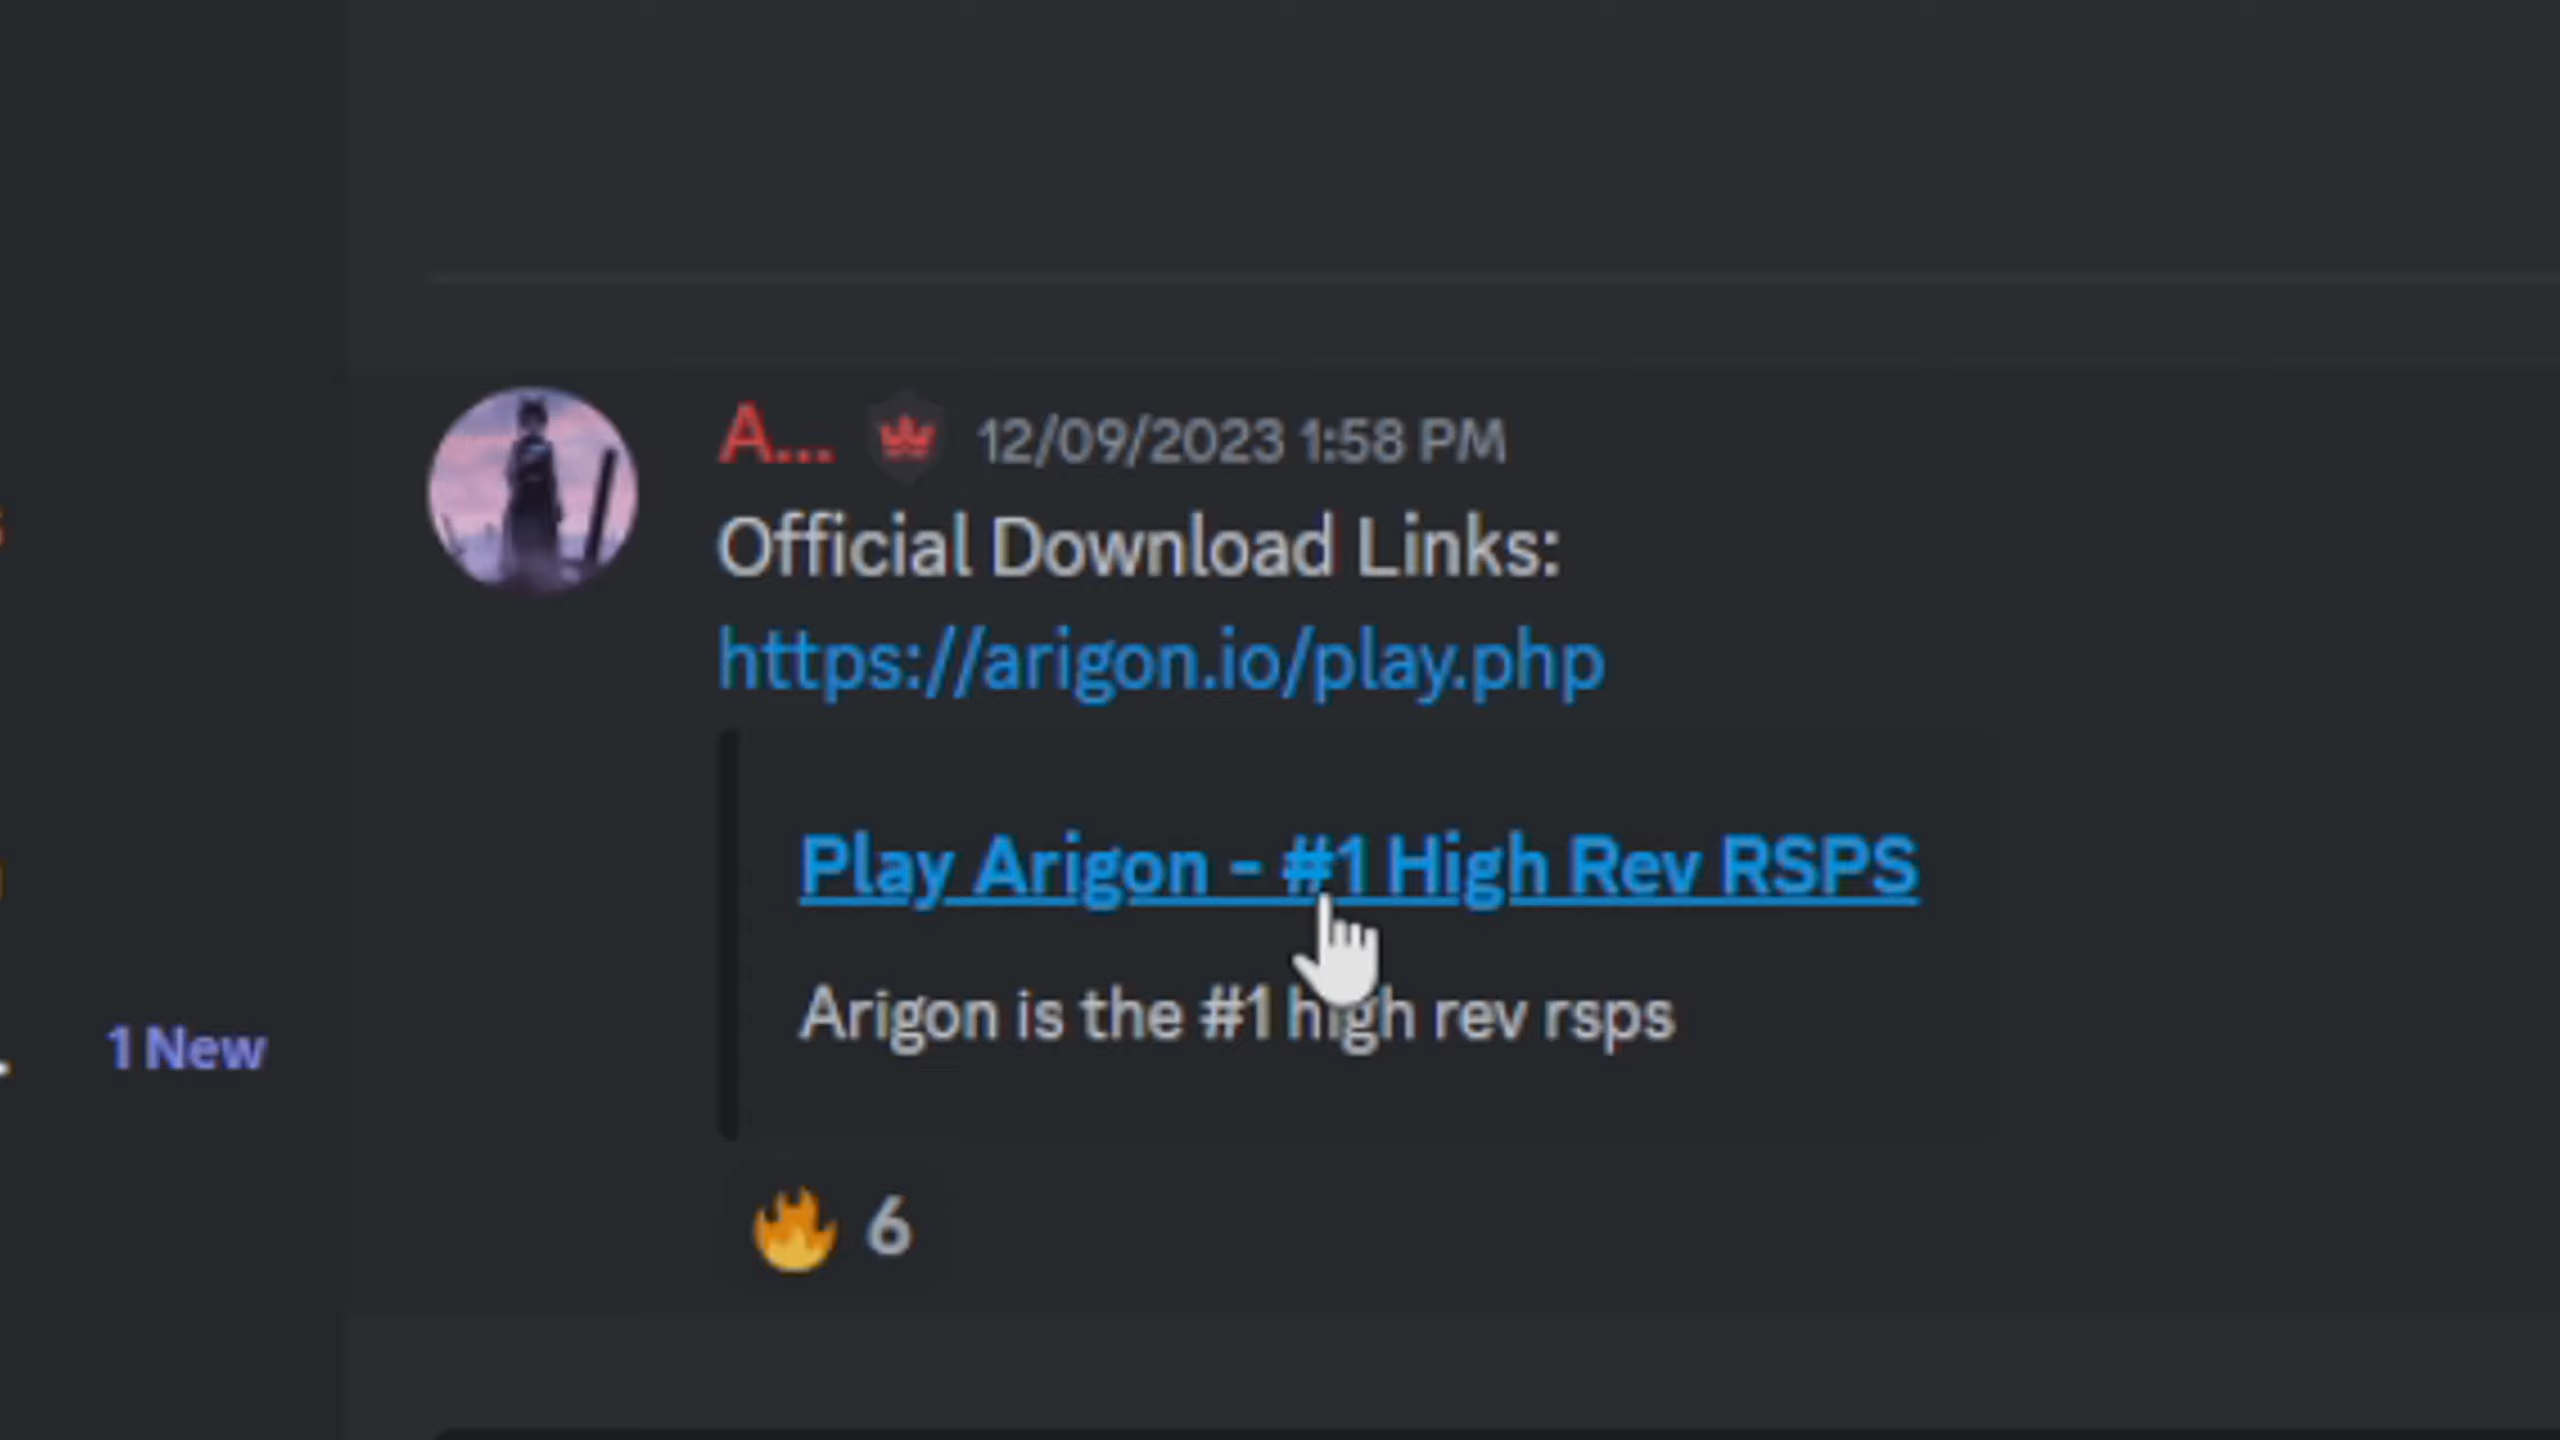 A...  12/09/2023 1:58 PM
Official Download Links:
https://arigon.io/play.php
Play Arigon - #1 High Rev RSPS
Arigon is the #1 high rev rsps
1 New
6